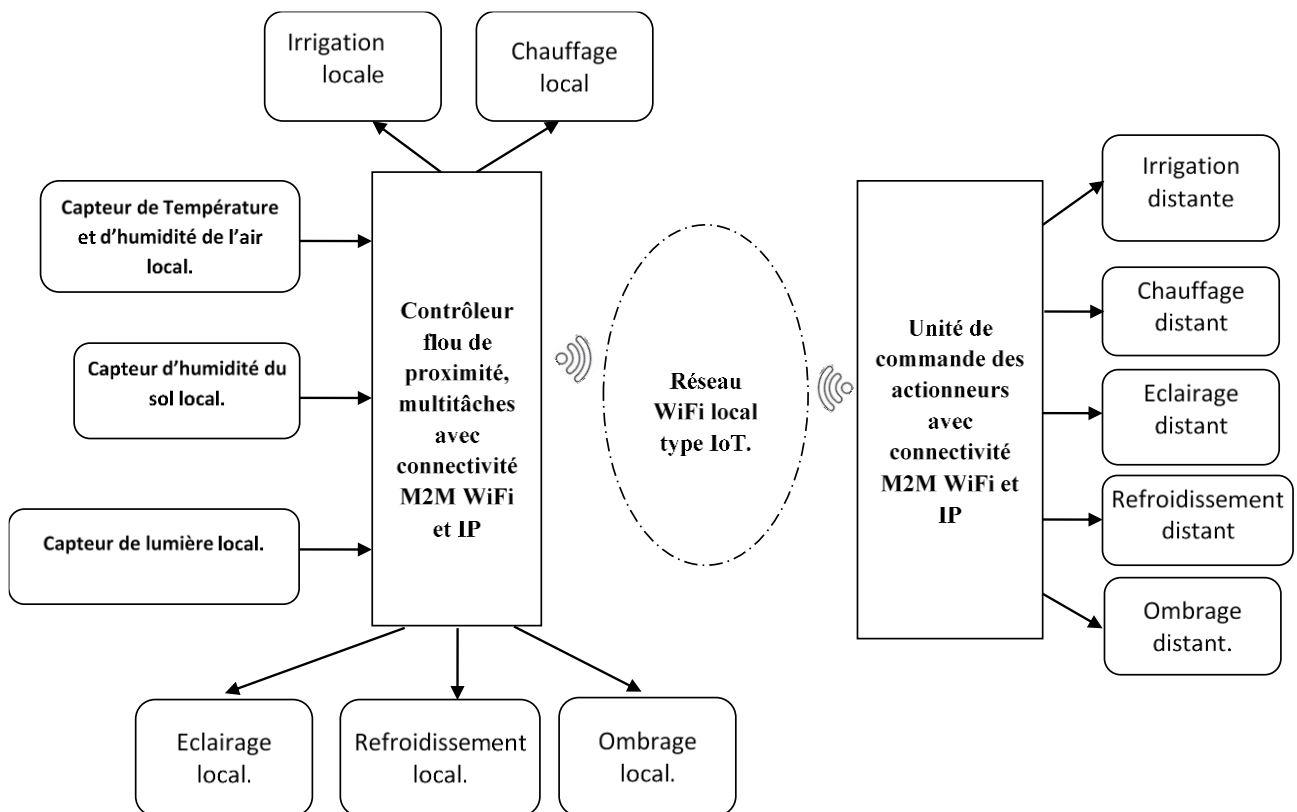 Irrigation
locale
Chauffage
local
Capteur de Température
et d'humidité de l'air
local.
Capteur d'humidité du
sol local.
Capteur de lumière local.
Contrôleur
flou de
proximité,
multitâches
avec
connectivité
M2M WiFi
et IP
Réseau
WiFi local
type IoT.
Unité de
commande des
actionneurs
avec
connectivité
M2M WiFi et
IP
Irrigation
distante
Chauffage
distant
Eclairage
distant
Refroidissement
distant
Ombrage
distant.
Eclairage
local.
Refroidissement
local.
Ombrage
local.